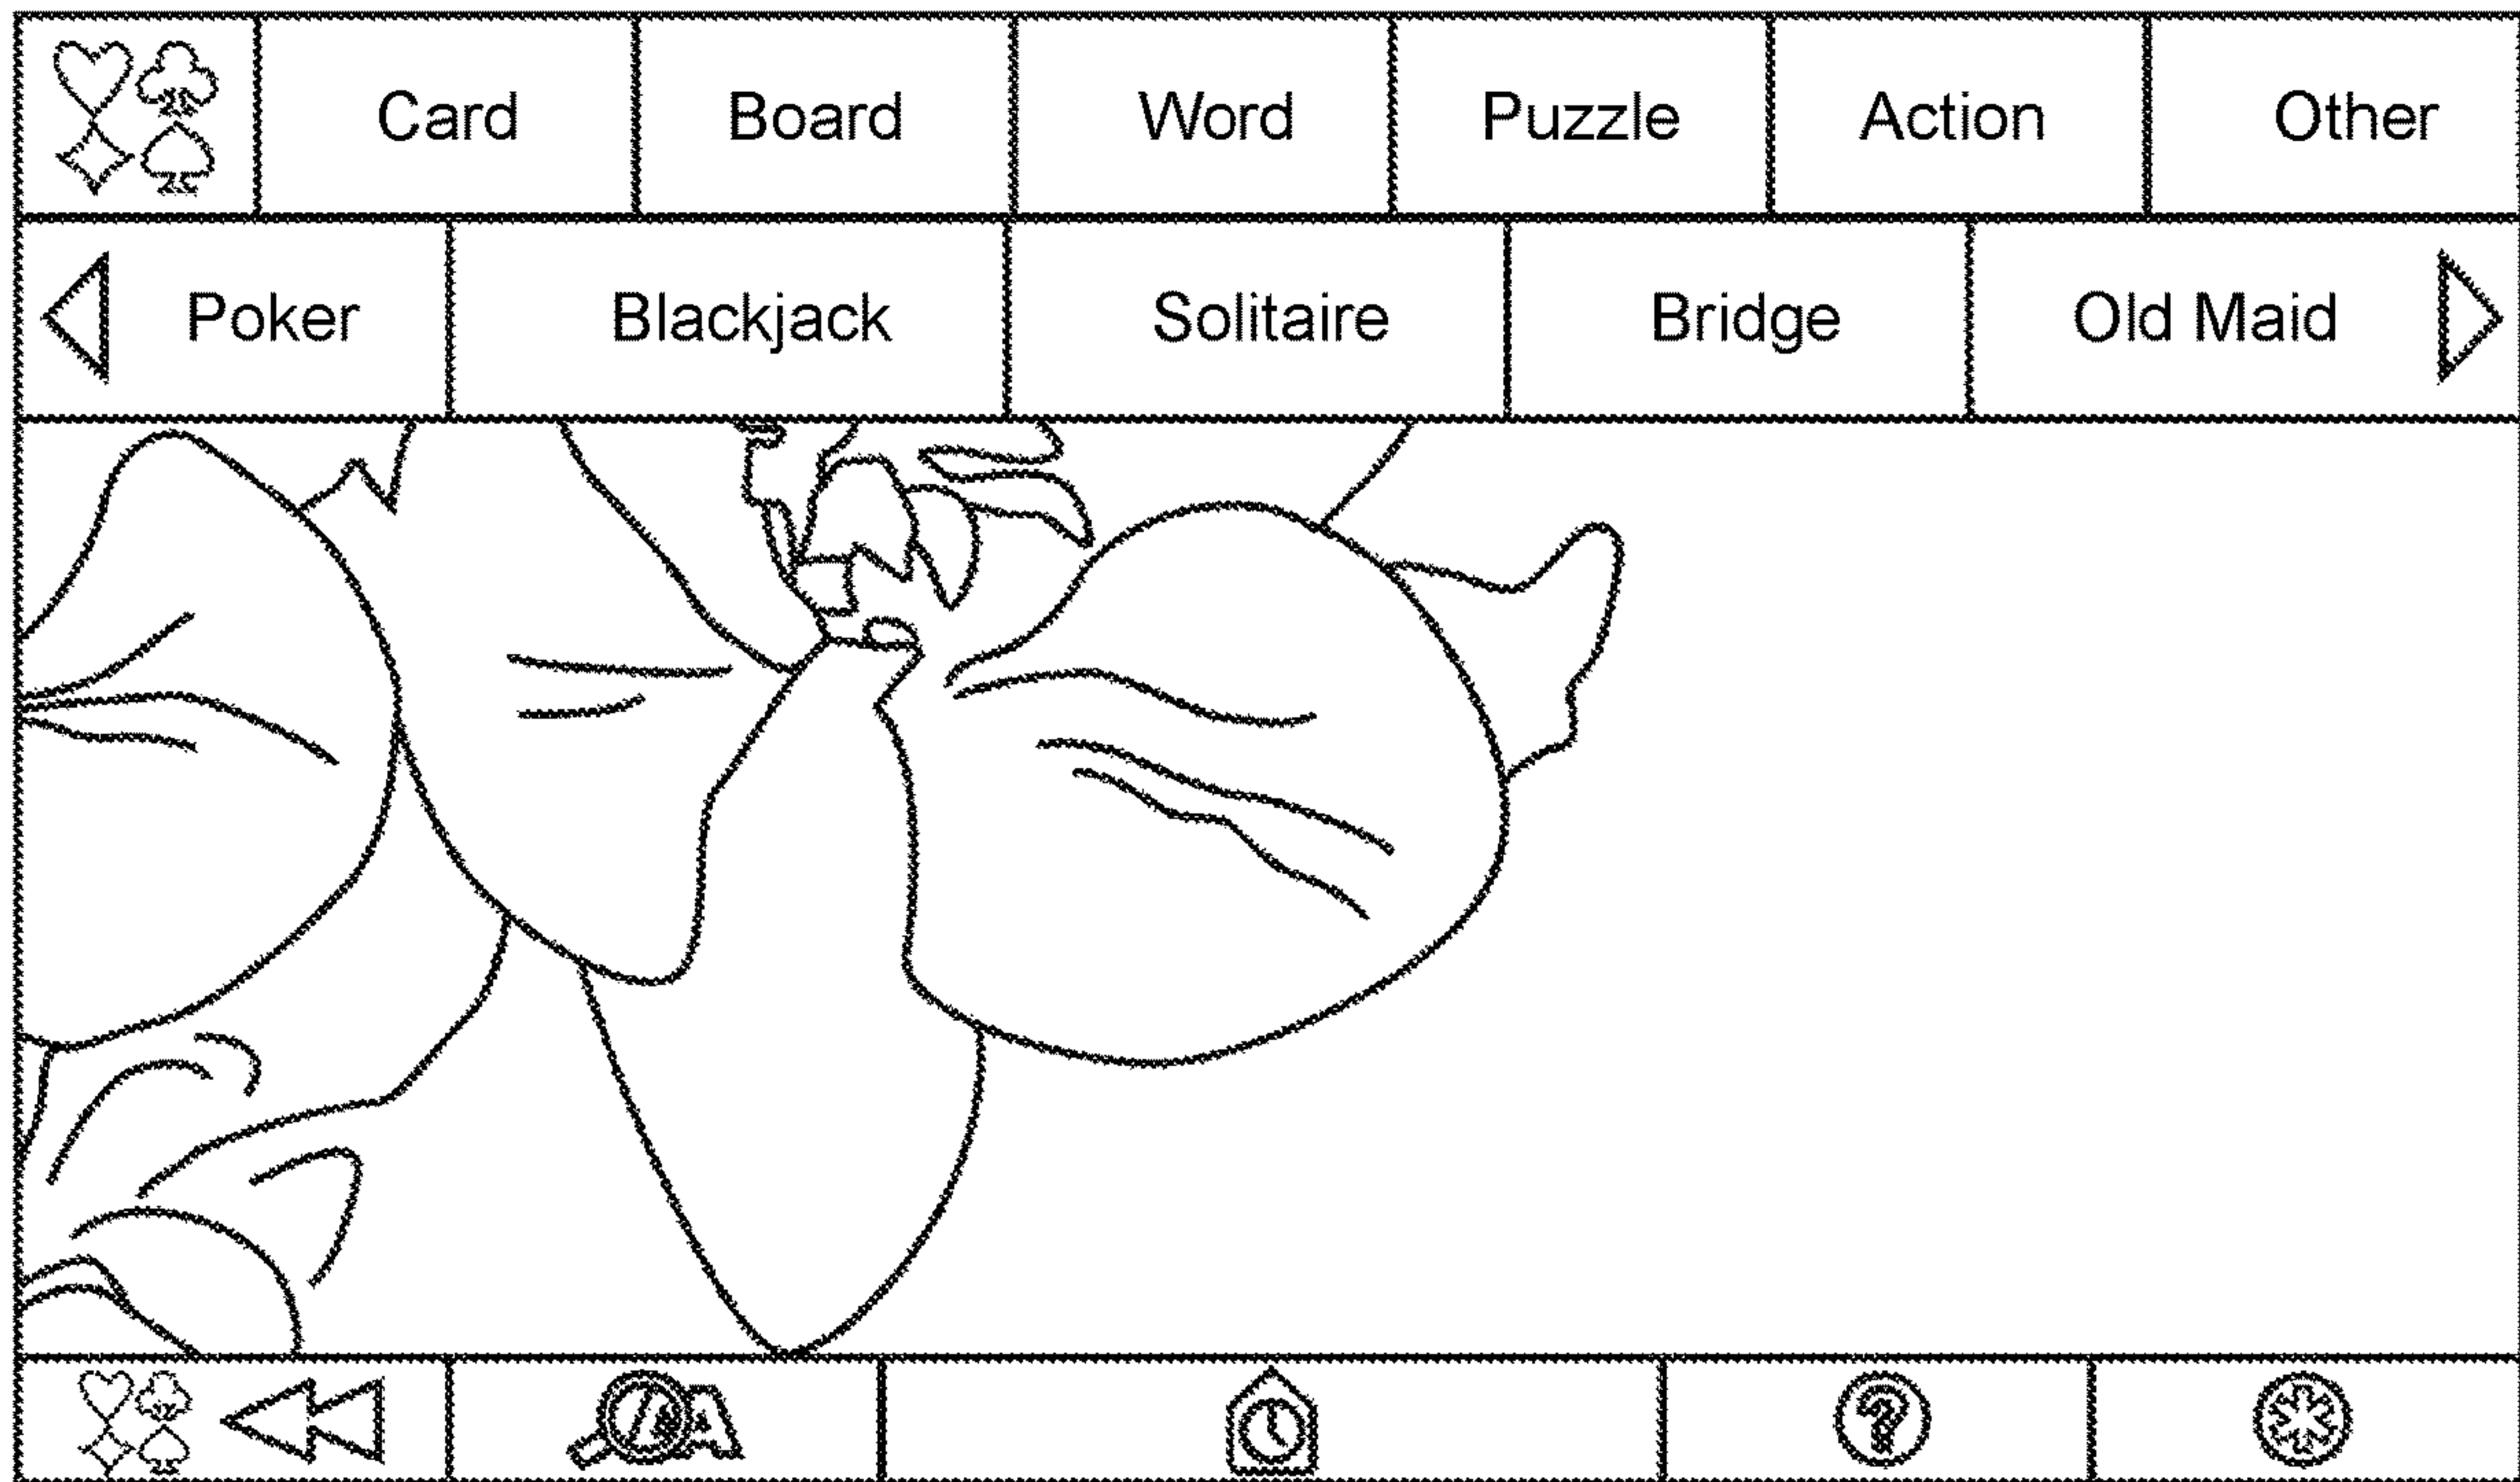 Card Board Word Puzzle Action Other
Poker Blackjack Solitaire Bridge Old Maid
A
?